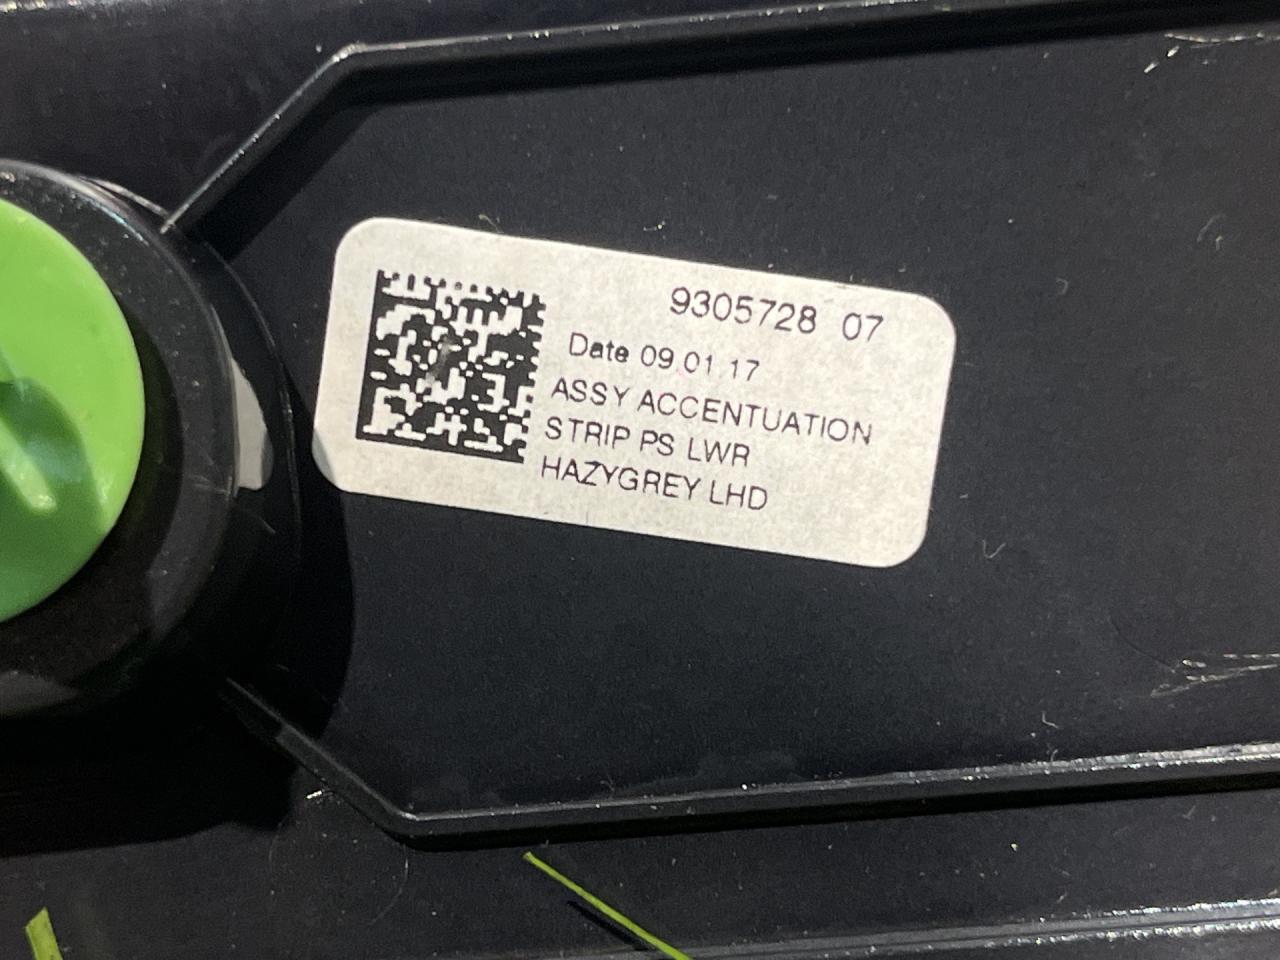 9305728 07
Date 09.01.17
ASSY ACCENTUATION
STRIP PS LWR
HAZYGREY LHD